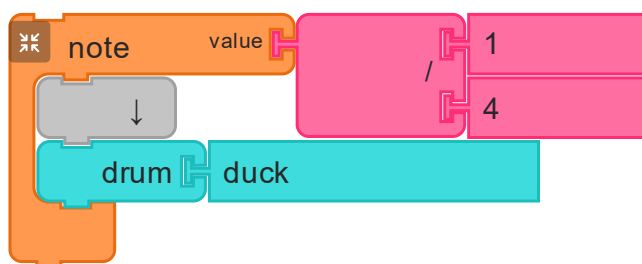 note value / 1
4
↓
drum duck